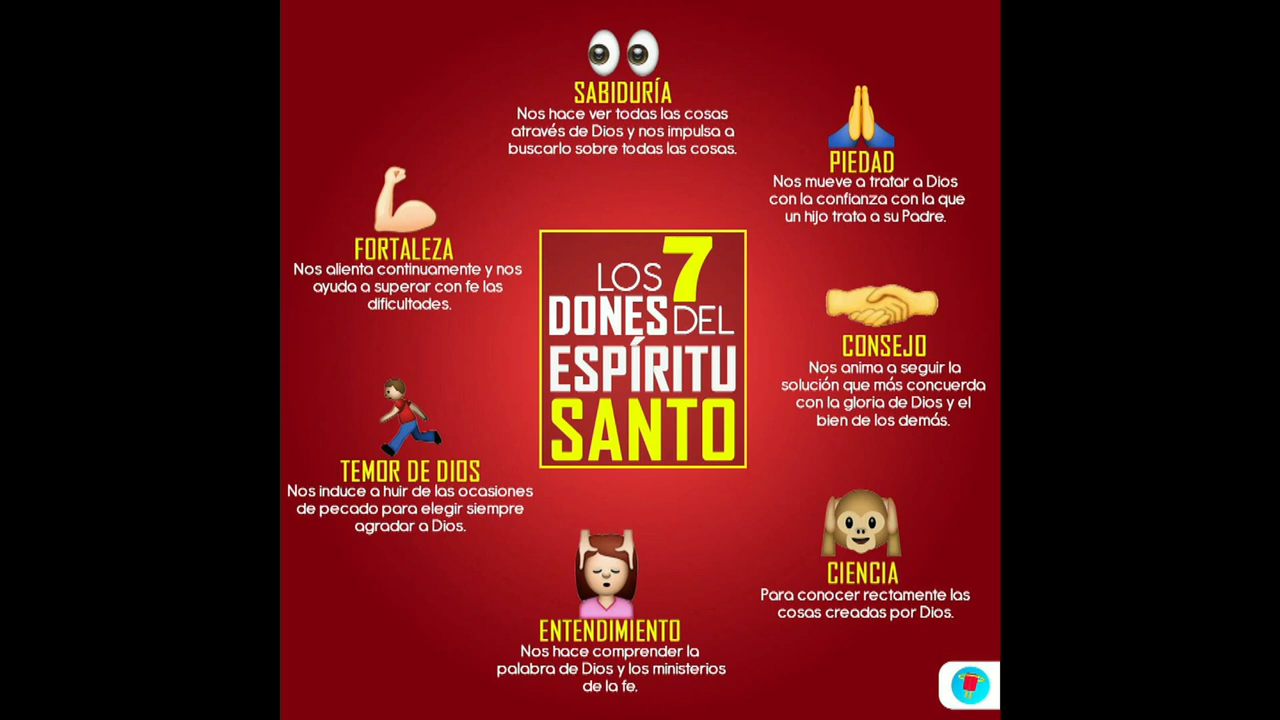 SABIDURÍA
Nos hace ver todas las cosas
através de Dios y nos impulsa a
buscarlo sobre todas las cosas.
PIEDAD
Nos mueve a tratar a Dios
con la confianza con la que
un hijo trata a su Padre.
FORTALEZA
Nos alienta continuamente y nos
ayuda a superar con fe las
dificultades.
LOS 7
DONES DEL
ESPÍRITU
SANTO
CONSEJO
Nos anima a seguir la
solución que más concuerda
con la gloria de Dios y el
bien de los demás.
TEMOR DE DIOS
Nos induce a huir de las ocasiones
de pecado para elegir siempre
agradar a Dios.
CIENCIA
Para conocer rectamente las
cosas creadas por Dios.
ENTENDIMIENTO
Nos hace comprender la
palabra de Dios y los ministerios
de la fe.